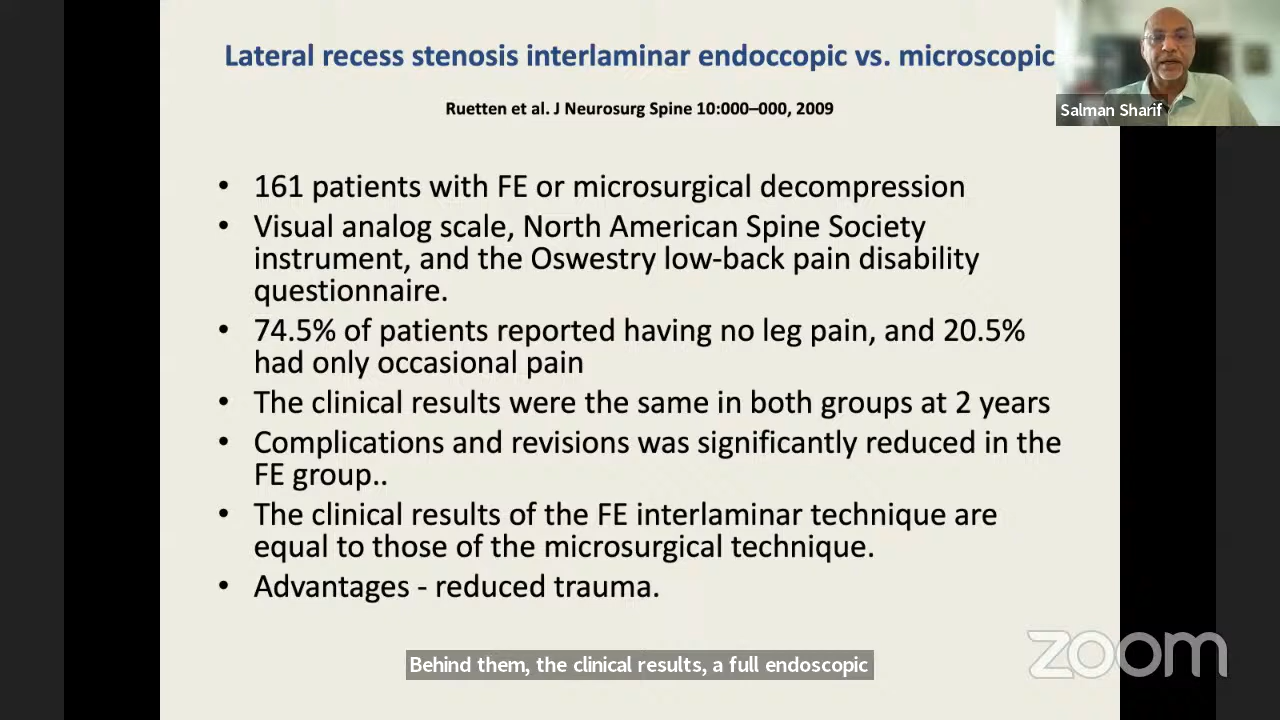 Lateral recess stenosis interlaminar endoccopic vs. microscopic
Ruetten et al. J Neurosurg Spine 10:000–000, 2009
Salman Sharif
• 161 patients with FE or microsurgical decompression
• Visual analog scale, North American Spine Society
instrument, and the Oswestry low-back pain disability
questionnaire.
• 74.5% of patients reported having no leg pain, and 20.5%
had only occasional pain
• The clinical results were the same in both groups at 2 years
• Complications and revisions was significantly reduced in the
FE group..
• The clinical results of the FE interlaminar technique are
equal to those of the microsurgical technique.
• Advantages - reduced trauma.
zoom
Behind them, the clinical results, a full endoscopic